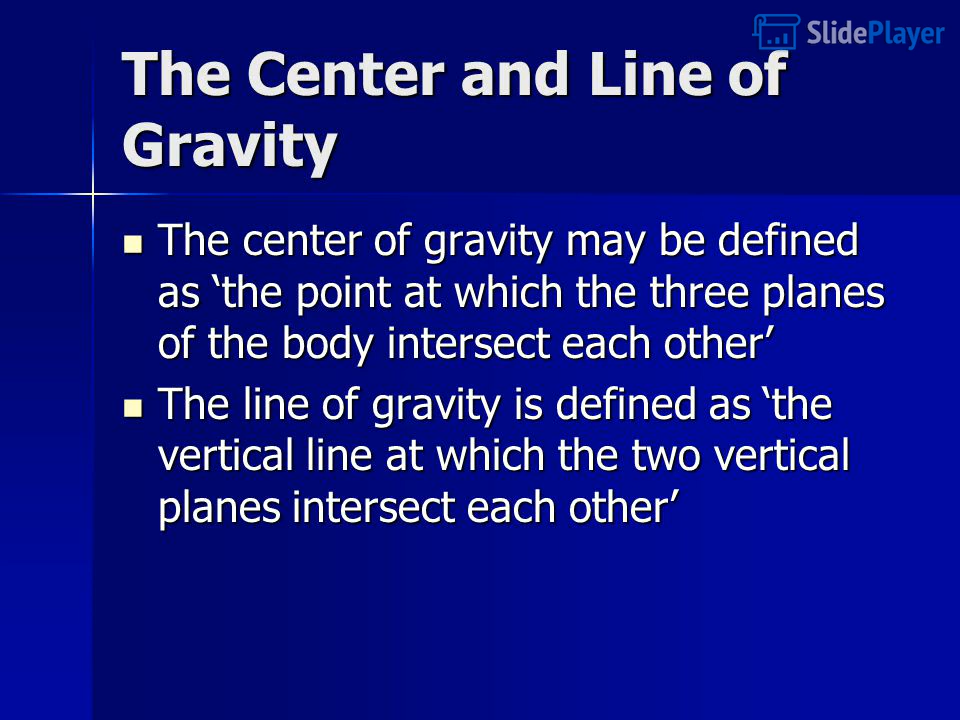 SlidePlayer
The Center and Line of
Gravity
The center of gravity may be defined
as ‘the point at which the three planes
of the body intersect each other’
The line of gravity is defined as ‘the
vertical line at which the two vertical
planes intersect each other’